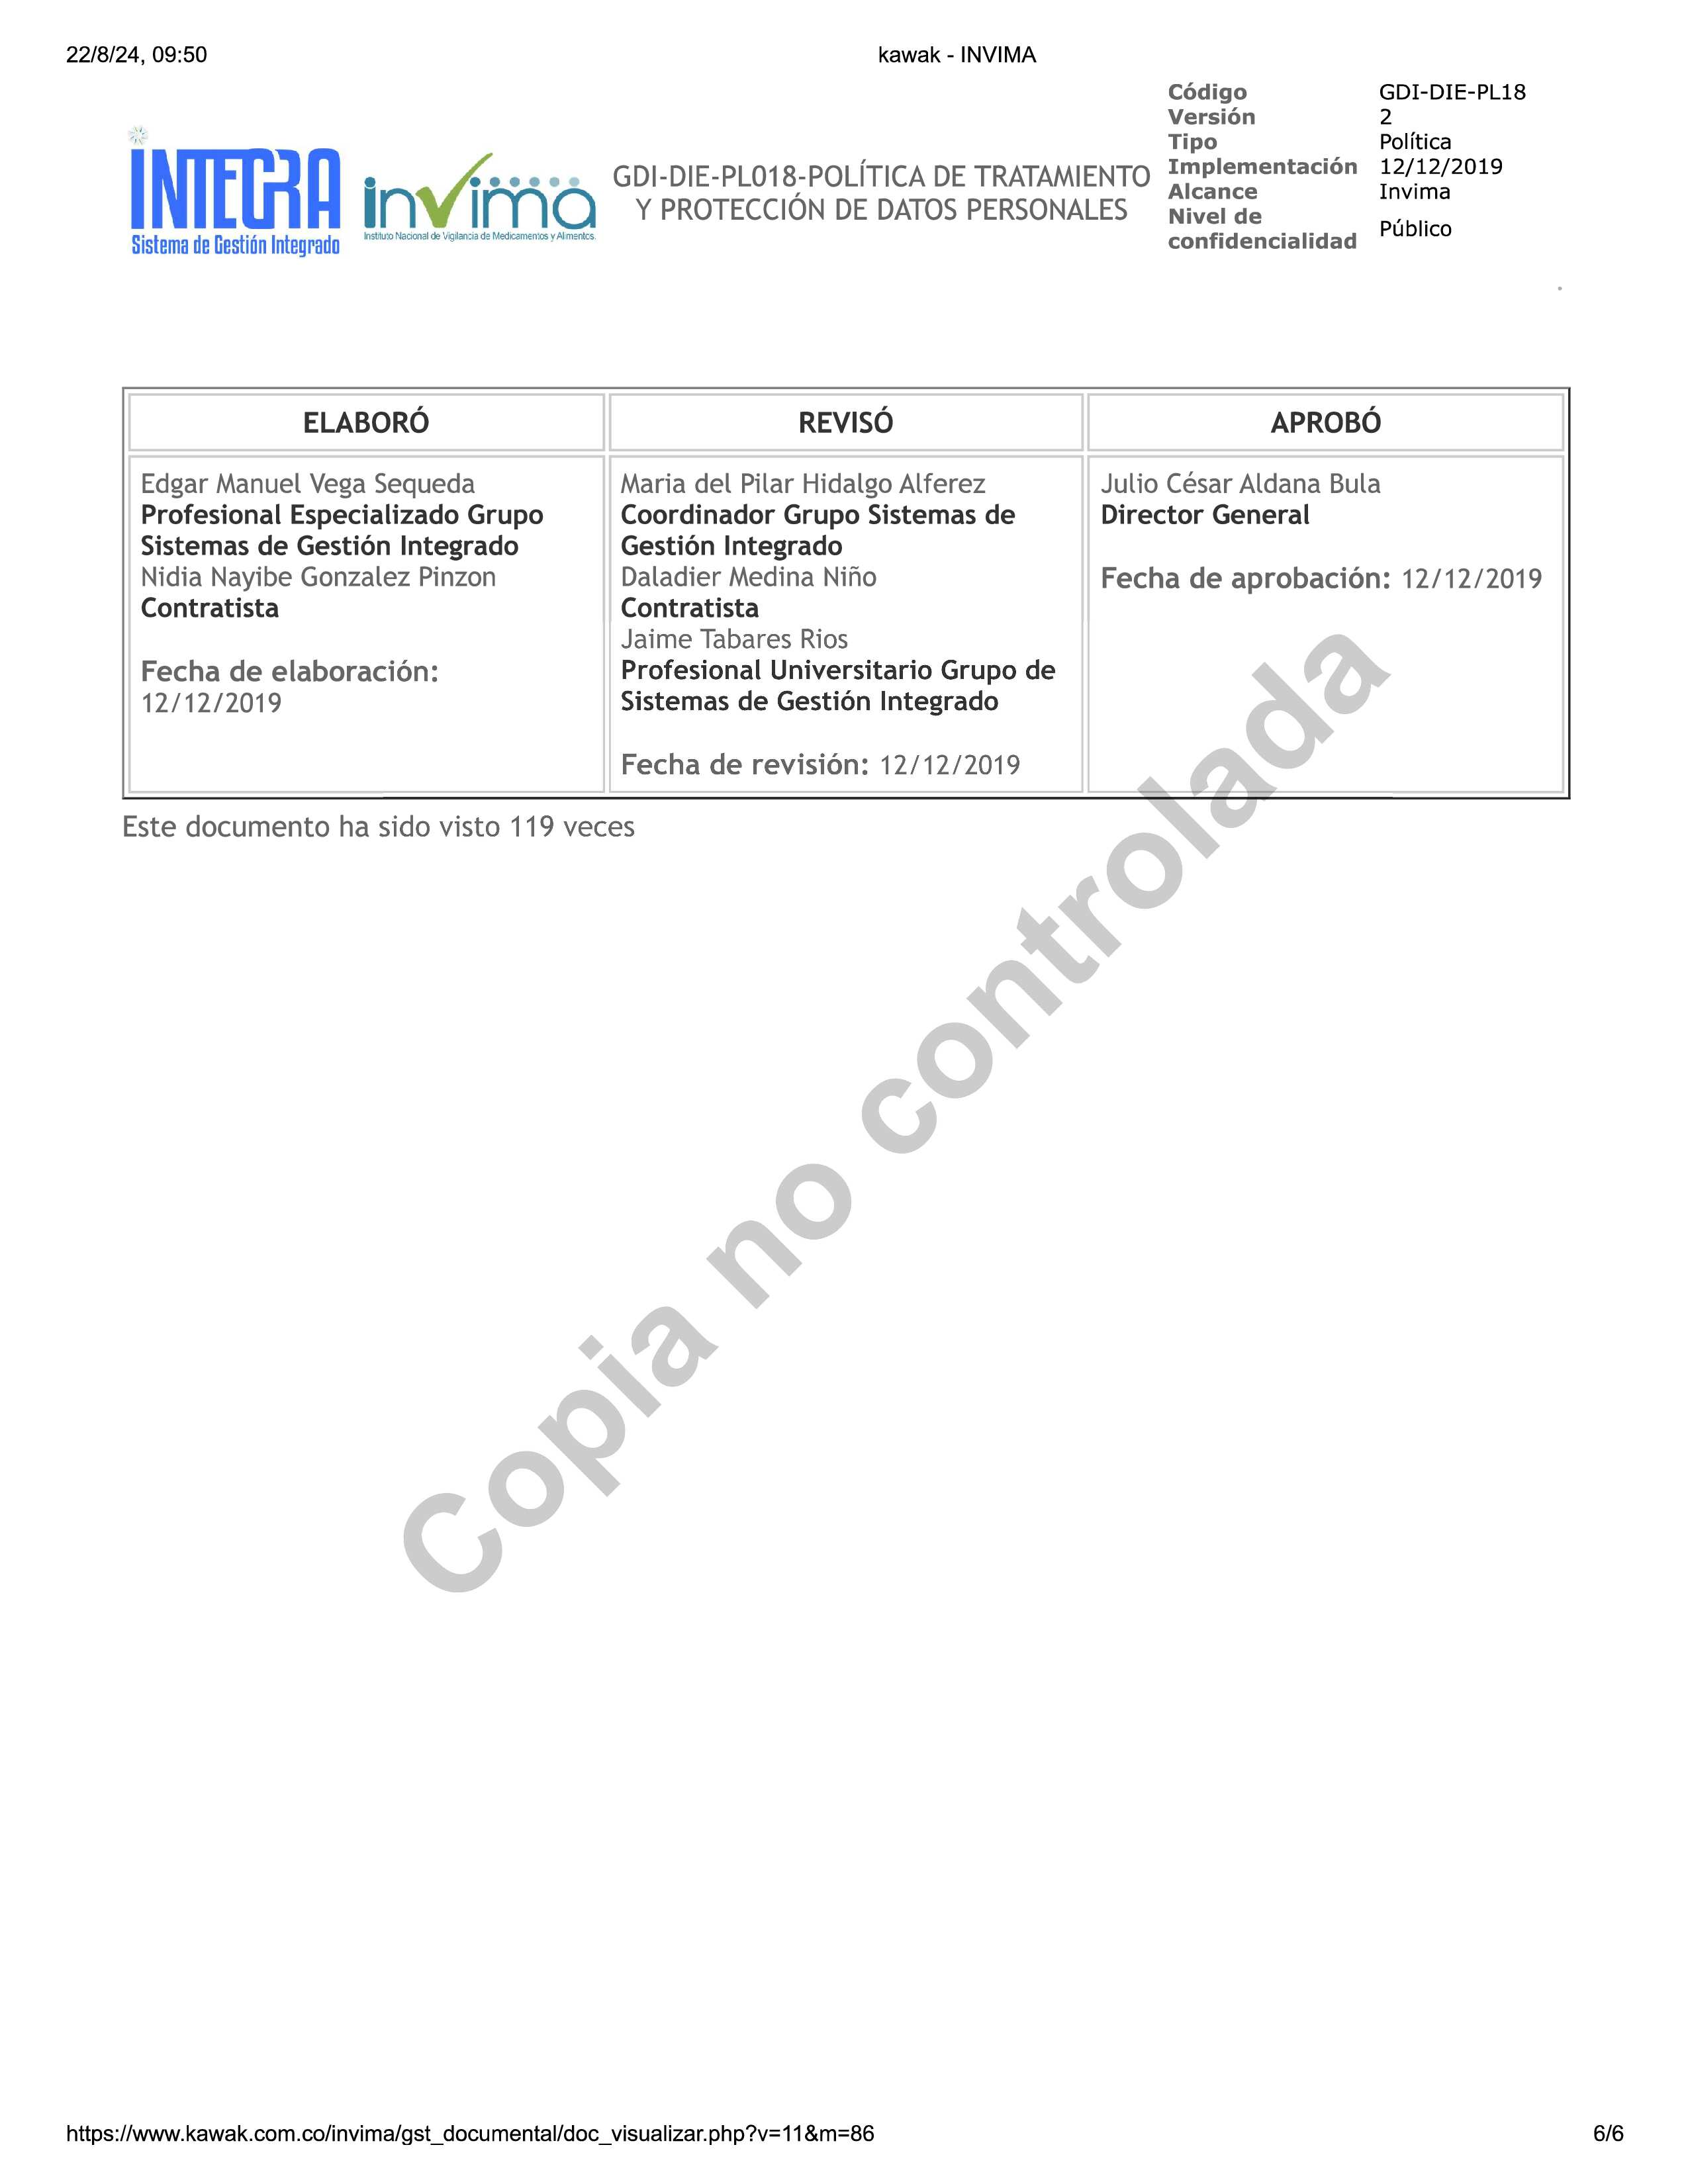 22/8/24, 09:50
kawak - INVIMA
INTEGRA
Sistema de Gestión Integrado
invima
Instituto Nacional de Vigilancia de Medicamentos y Alimentos.
GDI-DIE-PL018-POLÍTICA DE TRATAMIENTO
Y PROTECCIÓN DE DATOS PERSONALES
Código GDI-DIE-PL18
Versión 2
Tipo Política
Implementación 12/12/2019
Alcance Invima
Nivel de
confidencialidad Público
ELABORÓ
Edgar Manuel Vega Sequeda
Profesional Especializado Grupo
Sistemas de Gestión Integrado
Nidia Nayibe Gonzalez Pinzon
Contratista
Fecha de elaboración:
12/12/2019
REVISÓ
Maria del Pilar Hidalgo Alferez
Coordinador Grupo Sistemas de
Gestión Integrado
Daladier Medina Niño
Contratista
Jaime Tabares Rios
Profesional Universitario Grupo de
Sistemas de Gestión Integrado
Fecha de revisión: 12/12/2019
APROBÓ
Julio César Aldana Bula
Director General
Fecha de aprobación: 12/12/2019
Este documento ha sido visto 119 veces
Copia no controlada
https://www.kawak.com.co/invima/gst_documental/doc_visualizar.php?v=11&m=86
6/6